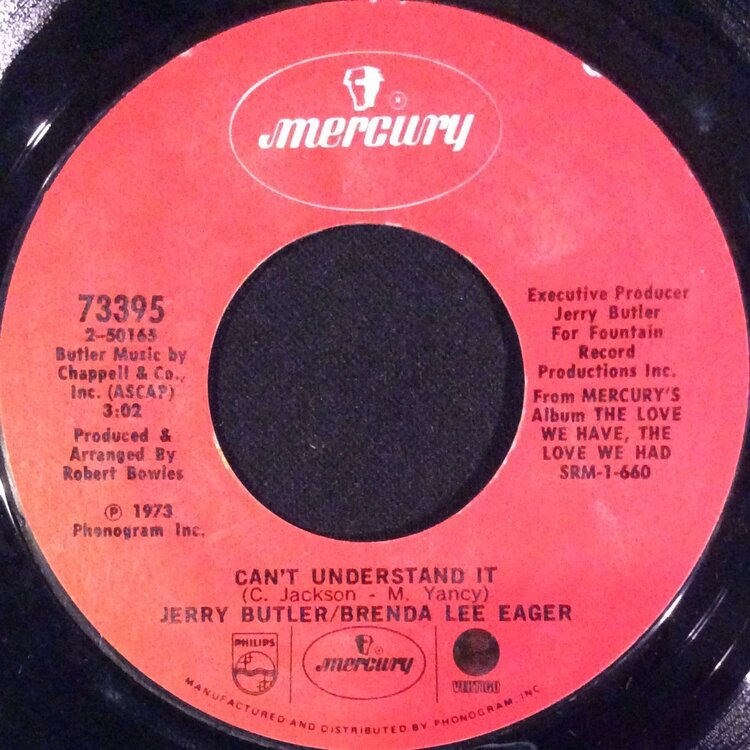 mercury
73395
2-50165
Butler Music by
Chappell & Co.,
Inc. (ASCAP)
3:02
Produced &
Arranged By
Robert Bowles
℗ 1973
Phonogram Inc.
Executive Producer
Jerry Butler
For Fountain
Record
Productions Inc.
From MERCURY'S
Album THE LOVE
WE HAVE, THE
LOVE WE HAD
SRM-1-660
CAN'T UNDERSTAND IT
(C. Jackson - M. Yancy)
JERRY BUTLER/BRENDA LEE EAGER
PHILIPS
mercury
VERTIGO
MANUFACTURED AND DISTRIBUTED BY PHONOGRAM, INC.